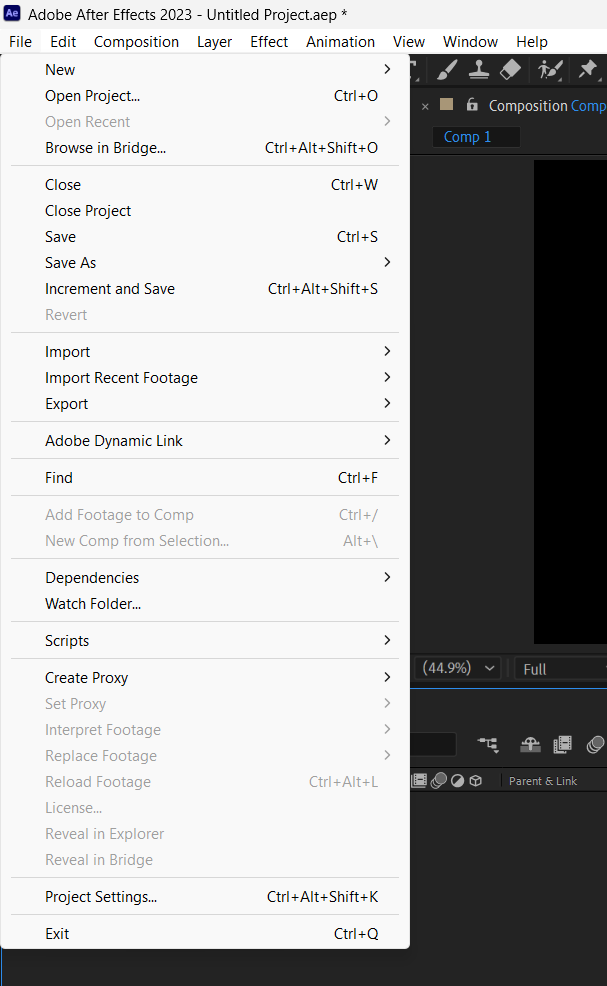 Ae Adobe After Effects 2023 - Untitled Project.aep *
File Edit Composition Layer Effect Animation View Window Help
New
Open Project... Ctrl+O
Open Recent
Browse in Bridge... Ctrl+Alt+Shift+O
Close Ctrl+W
Close Project
Save Ctrl+S
Save As
Increment and Save Ctrl+Alt+Shift+S
Revert
Import
Import Recent Footage
Export
Adobe Dynamic Link
Find Ctrl+F
Add Footage to Comp Ctrl+/
New Comp from Selection... Alt+\
Dependencies
Watch Folder...
Scripts
Create Proxy
Set Proxy
Interpret Footage
Replace Footage
Reload Footage Ctrl+Alt+L
License...
Reveal in Explorer
Reveal in Bridge
Project Settings... Ctrl+Alt+Shift+K
Exit Ctrl+Q
× Composition Comp
Comp 1
(44.9%) Full
Parent & Link